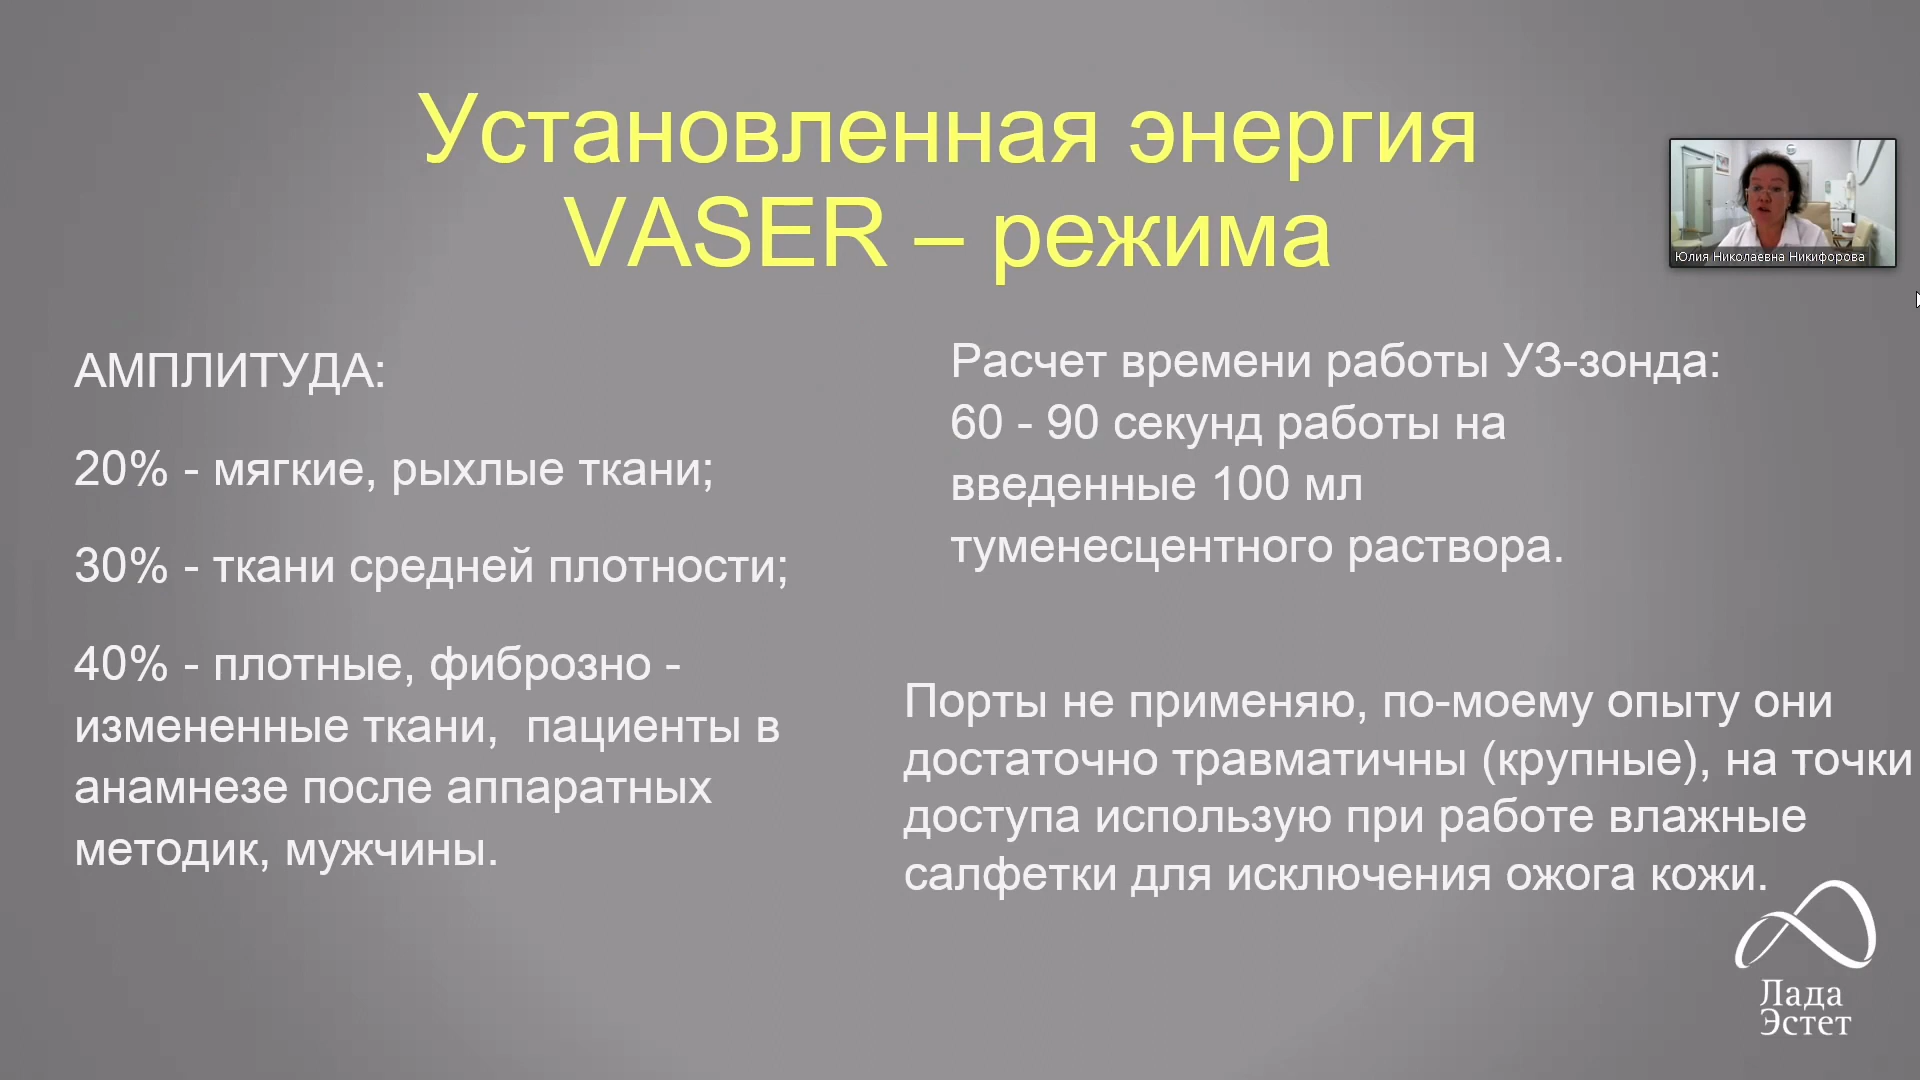 Установленная энергия
VASER – режима
Юлия Николаевна Никифорова
АМПЛИТУДА:
20% - мягкие, рыхлые ткани;
30% - ткани средней плотности;
40% - плотные, фиброзно -
измененные ткани,  пациенты в
анамнезе после аппаратных
методик, мужчины.
Расчет времени работы УЗ-зонда:
60 - 90 секунд работы на
введенные 100 мл
туменесцентного раствора.
Порты не применяю, по-моему опыту они
достаточно травматичны (крупные), на точки
доступа использую при работе влажные
салфетки для исключения ожога кожи.
Лада
Эстет